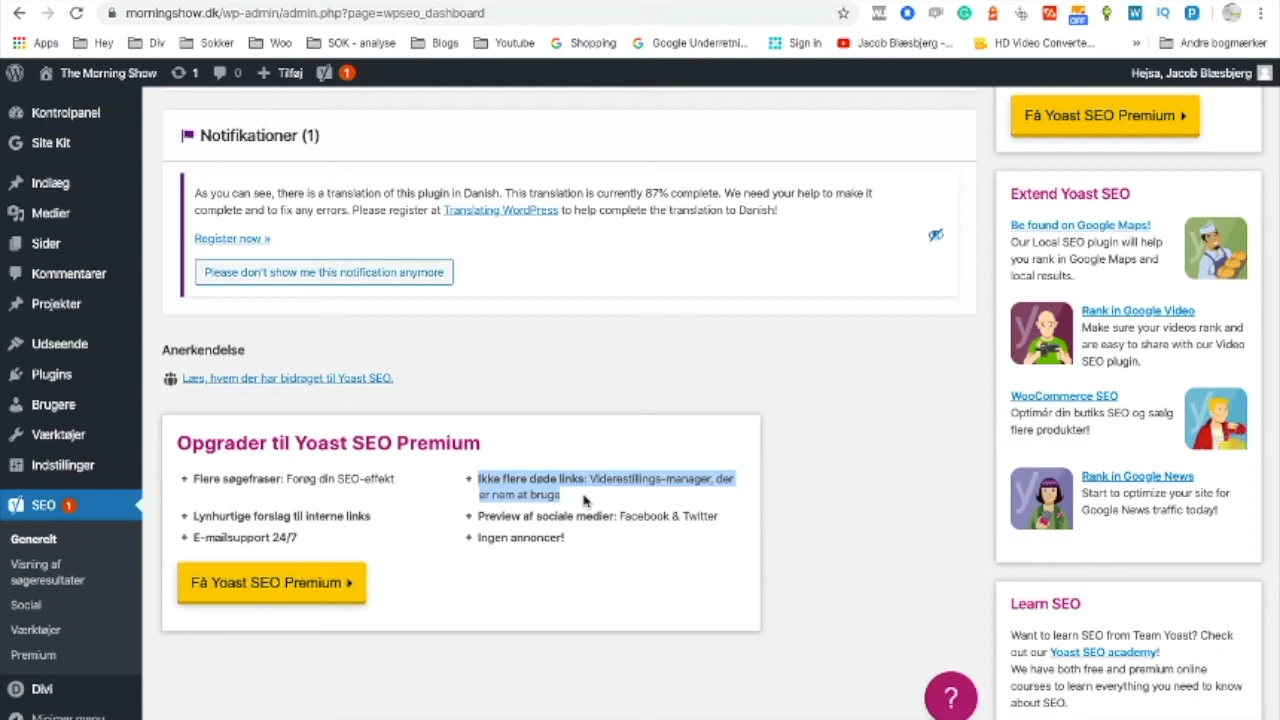 morningshow.dk/wp-admin/admin.php?page=wpseo_dashboard
Apps Hey Div Sokker Woo SOK - analyse Blogs Youtube Shopping Google Underretni... Sign in Jacob Blæsbjerg -... HD Video Converte... » Andre bogmærker
The Morning Show 1 0 Tilføj 1 Hejsa, Jacob Blæsbjerg
Kontrolpanel
Site Kit
Indlæg
Medier
Sider
Kommentarer
Projekter
Udseende
Plugins
Brugere
Værktøjer
Indstillinger
SEO 1
Generelt
Visning af
søgeresultater
Social
Værktøjer
Premium
Divi
Minimer menu
Notifikationer (1)
As you can see, there is a translation of this plugin in Danish. This translation is currently 87% complete. We need your help to make it
complete and to fix any errors. Please register at Translating WordPress to help complete the translation to Danish!
Register now »
Please don't show me this notification anymore
Anerkendelse
Læs, hvem der har bidraget til Yoast SEO.
Opgrader til Yoast SEO Premium
+ Flere søgefraser: Forøg din SEO-effekt
+ Ikke flere døde links: Viderestillings-manager, der
er nem at bruge
+ Lynhurtige forslag til interne links
+ Preview af sociale medier: Facebook & Twitter
+ E-mailsupport 24/7
+ Ingen annoncer!
Få Yoast SEO Premium
Få Yoast SEO Premium
Extend Yoast SEO
Be found on Google Maps!
Our Local SEO plugin will help
you rank in Google Maps and
local results.
Rank in Google Video
Make sure your videos rank and
are easy to share with our Video
SEO plugin.
WooCommerce SEO
Optimér din butiks SEO og sælg
flere produkter!
Rank in Google News
Start to optimize your site for
Google News traffic today!
Learn SEO
Want to learn SEO from Team Yoast? Check
out our Yoast SEO academy!
We have both free and premium online
courses to learn everything you need to know
about SEO.
?